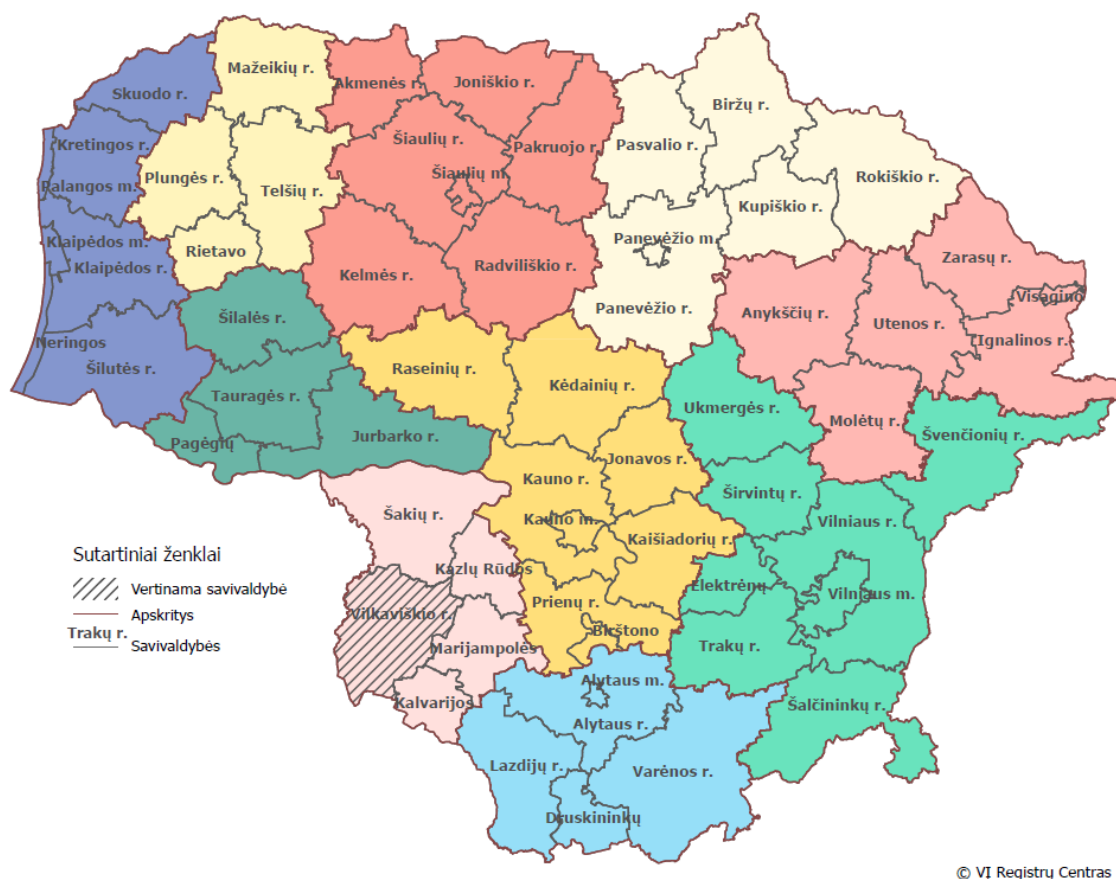 Mažeikių r.
Akmenės r.
Joniškio r.
Skuodo r.
Biržų r.
Šiaulių r.
Kretingos r.
Pakruojo r.
Pasvalio r.
Šiaulių m.
Plungės r.
Telšių r.
Rokiškio r.
Palangos m.
Kupiškio r.
Panevėžio m.
Klaipėdos m.
Rietavo
Zarasų r.
Klaipėdos r.
Kelmės r.
Radviliškio r.
Visagino
Panevėžio r.
Anykščių r.
Šilalės r.
Utenos r.
Ignalinos r.
Neringos
Šilutės r.
Raseinių r.
Kėdainių r.
Tauragės r.
Ukmergės r.
Molėtų r.
Pagėgių
Jurbarko r.
Švenčionių r.
Jonavos r.
Kauno r.
Širvintų r.
Šakių r.
Kauno m.
Vilniaus r.
Kaišiadorių r.
Kazlų Rūdos
Elektrėnų
Vilniaus m.
Prienų r.
Vilkaviškio r.
Birštono
Trakų r.
Marijampolės
Alytaus m.
Kalvarijos
Šalčininkų r.
Alytaus r.
Lazdijų r.
Varėnos r.
Druskininkų
Sutartiniai ženklai
Vertinama savivaldybė
Apskritys
Trakų r.
Savivaldybės
© VI Registrų Centras